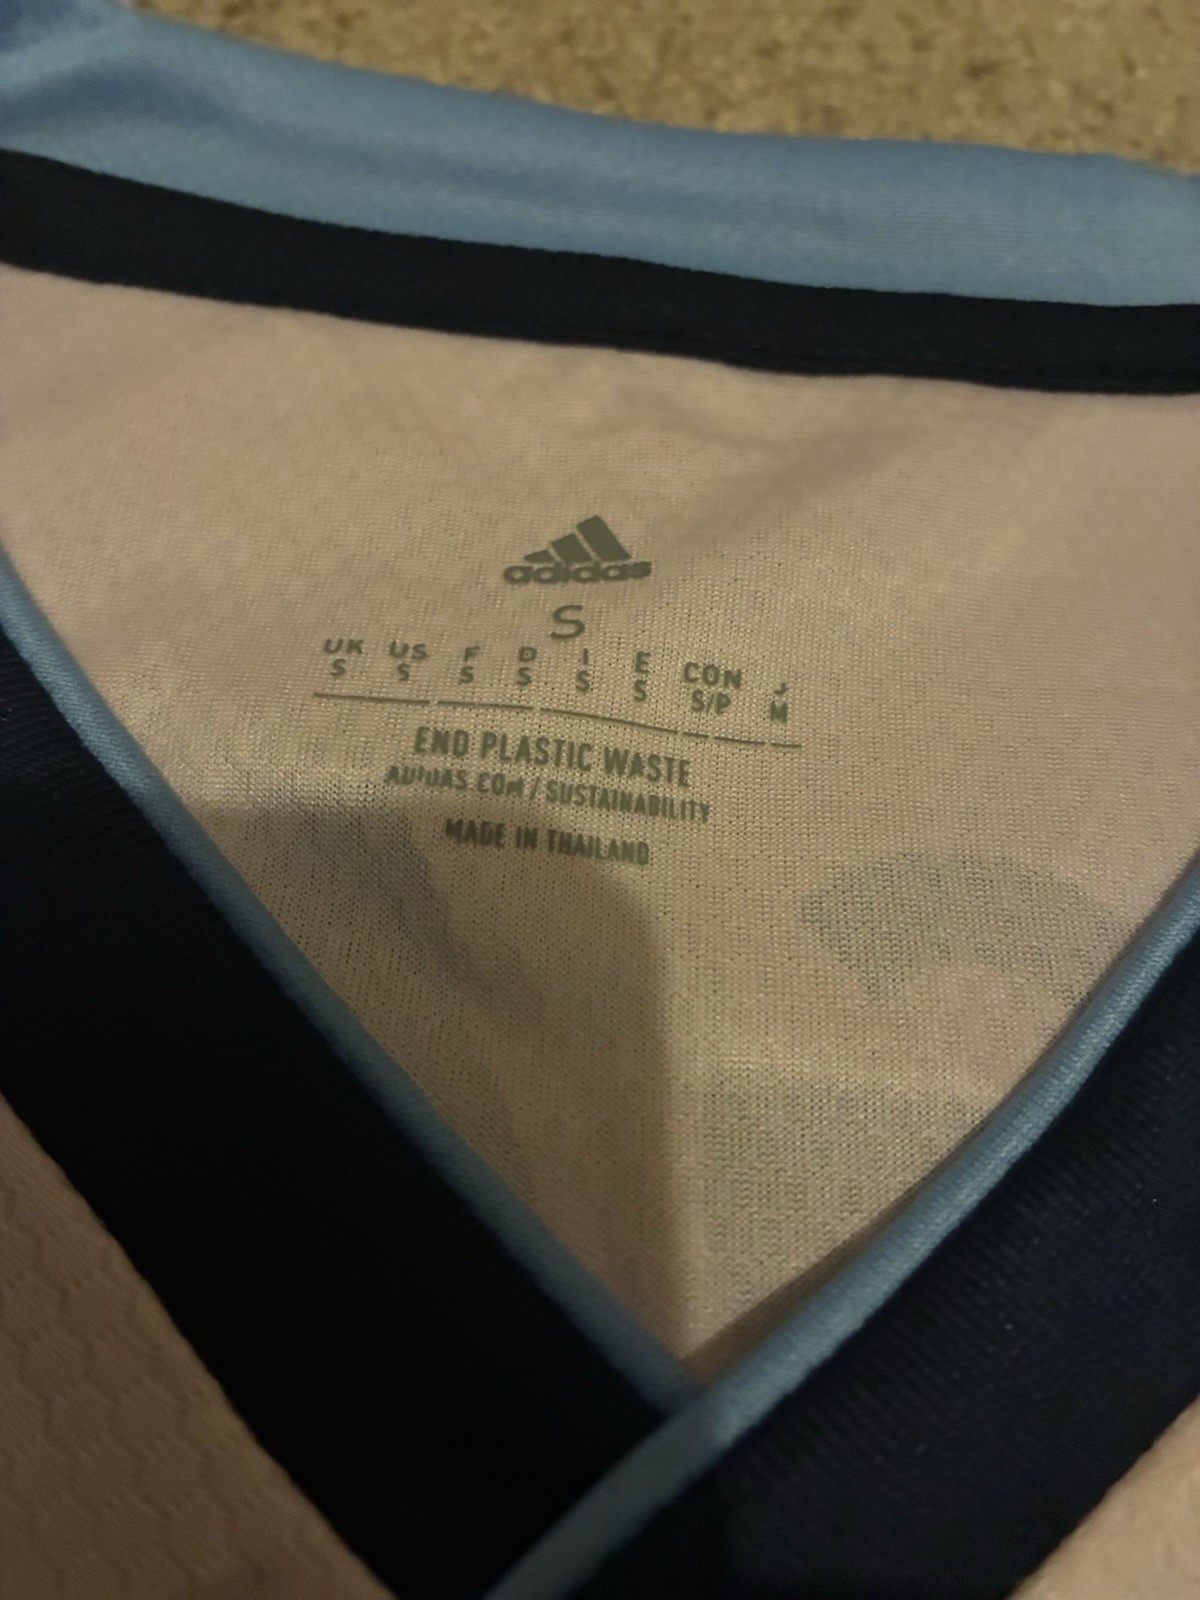 adidas
S
UK US F D I E CON J
S S S S S S S/P M
END PLASTIC WASTE
ADIDAS.COM / SUSTAINABILITY
MADE IN THAILAND